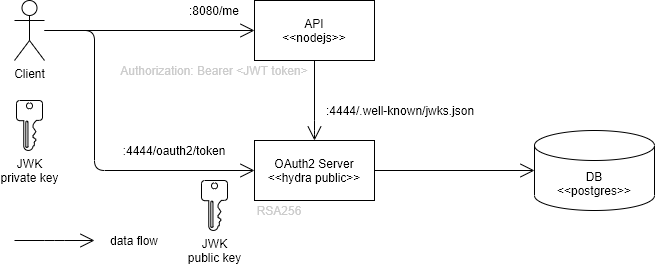 :8080/me
API
<<nodejs>>
Client
Authorization: Bearer <JWT token>
:4444/.well-known/jwks.json
:4444/oauth2/token
OAuth2 Server
<<hydra public>>
DB
<<postgres>>
JWK
private key
RSA256
data flow
JWK
public key